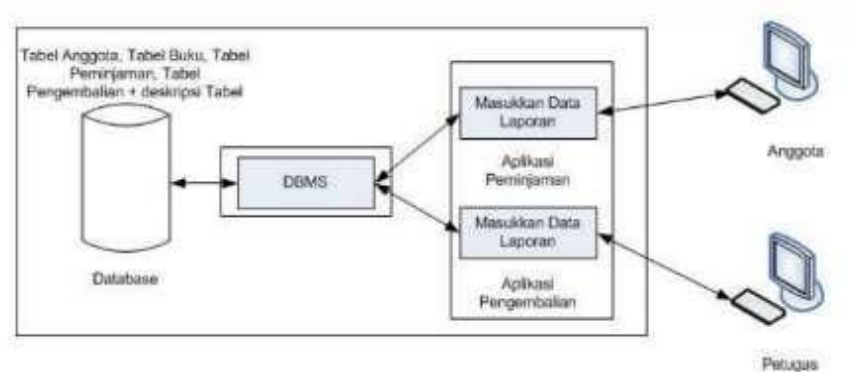 Tabel Anggota, Tabel Buku, Tabel
Peminjaman, Tabel
Pengembalian + deskripsi Tabel
Database
DBMS
Masukkan Data
Laporan
Aplikasi
Peminjaman
Masukkan Data
Laporan
Aplikasi
Pengembalian
Anggota
Petugas